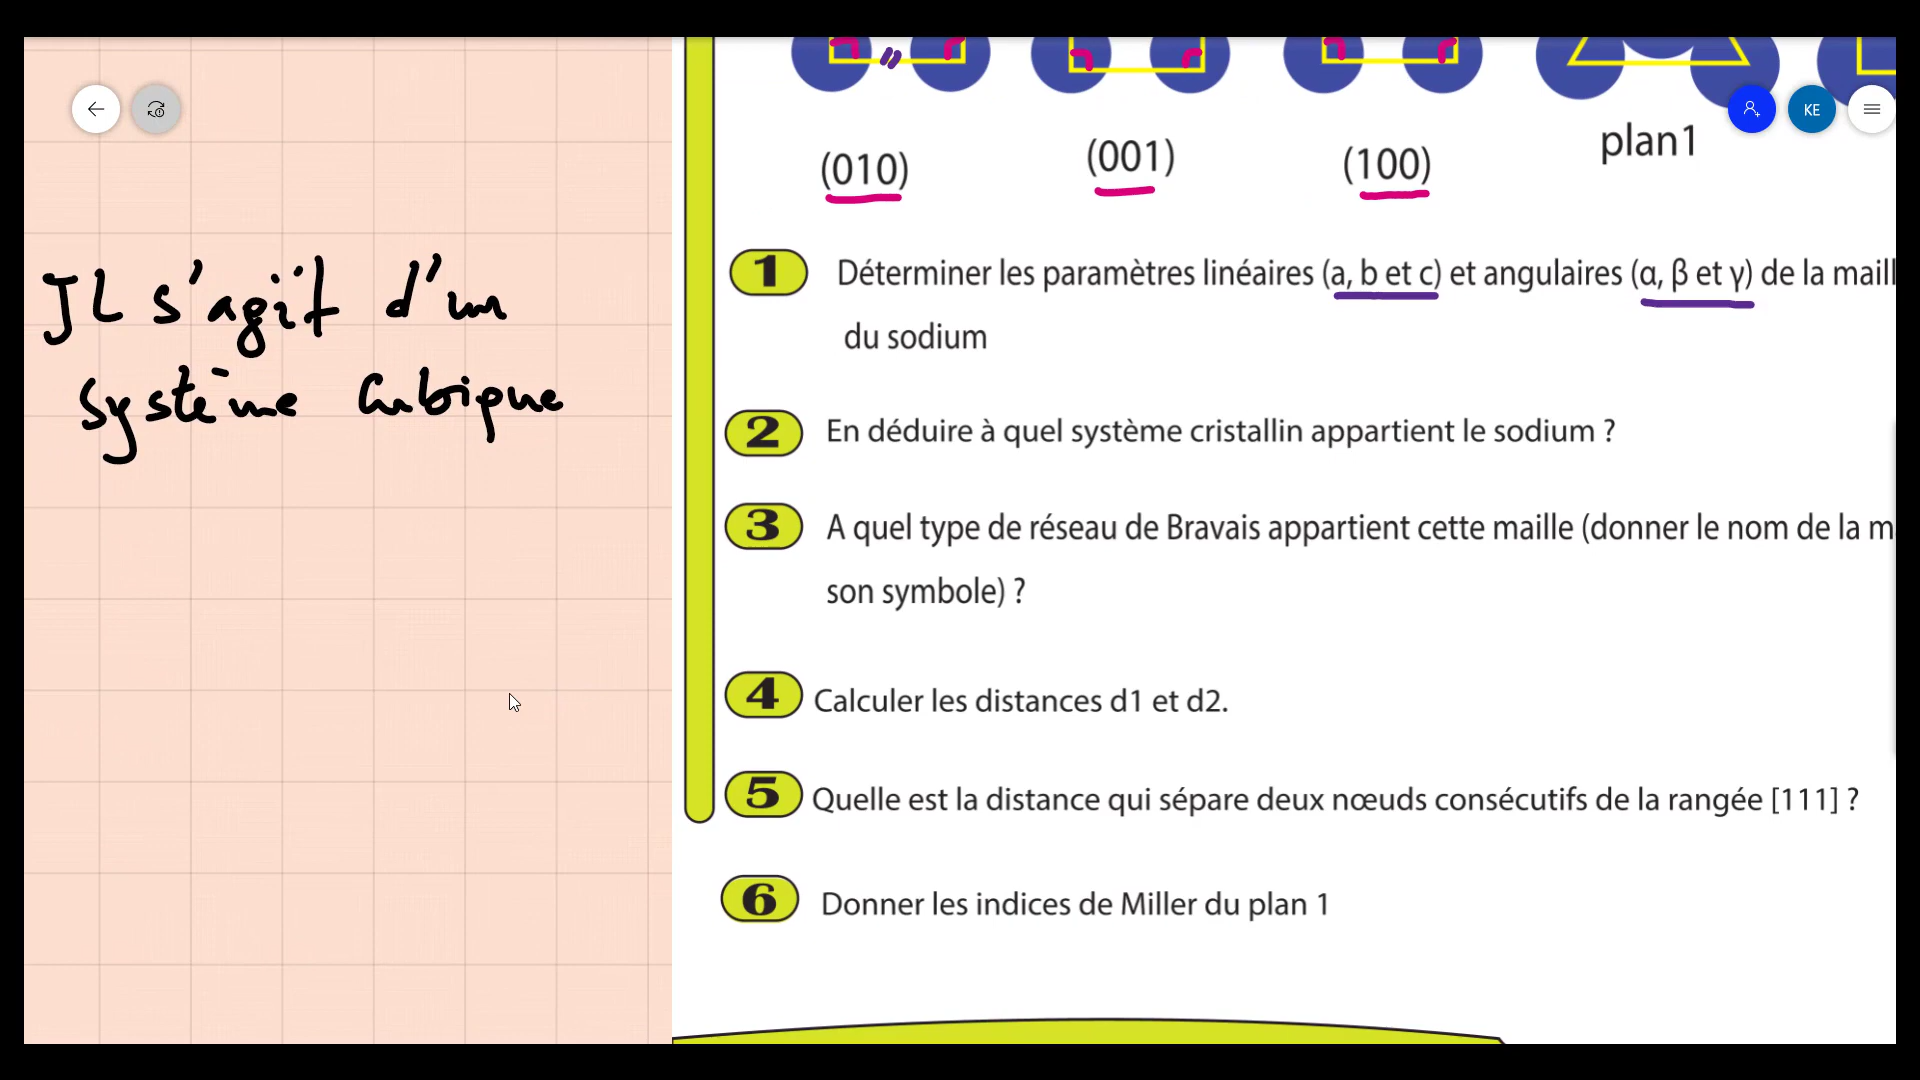 KE
(010)
(001)
(100)
plan1
Il s'agit d'un
système cubique
1 Déterminer les paramètres linéaires (a, b et c) et angulaires (α, β et γ) de la maill
du sodium
2 En déduire à quel système cristallin appartient le sodium ?
3 A quel type de réseau de Bravais appartient cette maille (donner le nom de la m
son symbole) ?
4 Calculer les distances d1 et d2.
5 Quelle est la distance qui sépare deux nœuds consécutifs de la rangée [111] ?
6 Donner les indices de Miller du plan 1